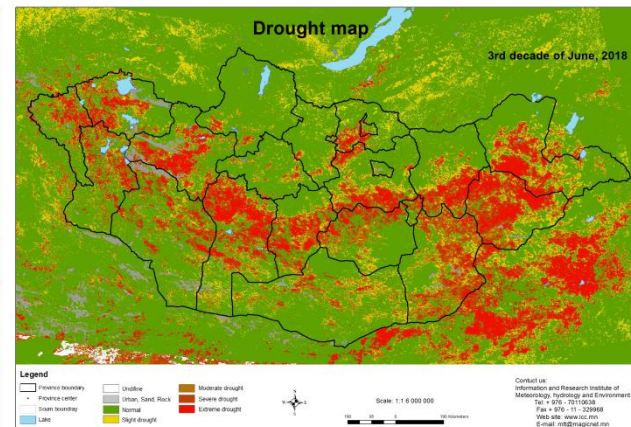 Drought map
3rd decade of June, 2018
Legend
Province boundary
Province center
Soum boundray
Lake
Undifine
Urban, Sand, Rock
Normal
Slight drought
Moderate drought
Severe drought
Extreme drought
Scale: 1:1 6 000 000
Contuct us:
Information and Research Institute of
Meteorology, hydrology and Environment
Tel: + 976 - 70110638
Fax + 976 - 11 - 329968
Web site: www.icc.mn
E-mail: mtt@magicnet.mn